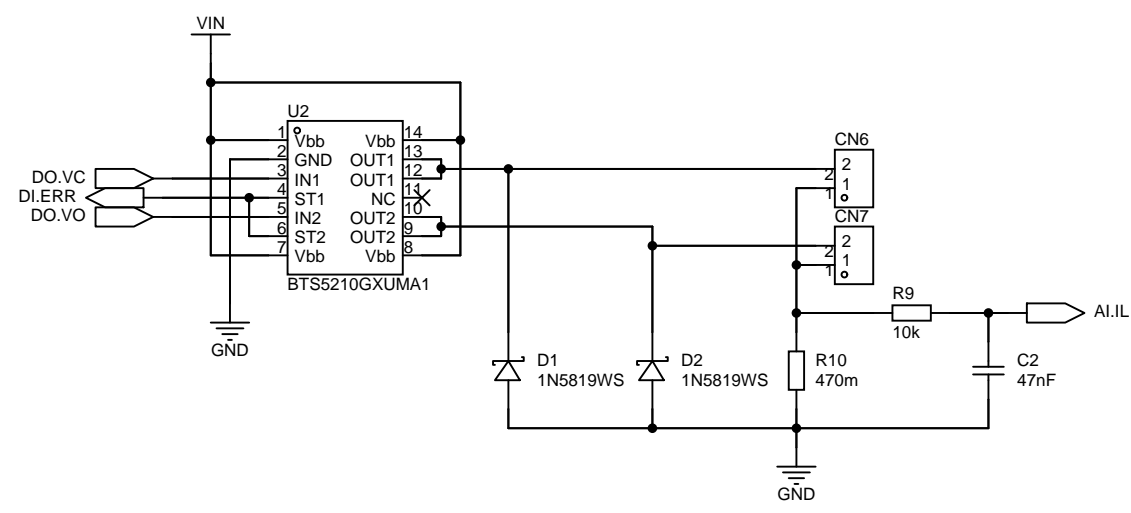 VIN
U2
1 Vbb Vbb 14
2 GND OUT1 13
DO.VC 3 IN1 OUT1 12
DI.ERR 4 ST1 NC 11
DO.VO 5 IN2 OUT2 10
6 ST2 OUT2 9
7 Vbb Vbb 8
BTS5210GXUMA1
GND
CN6
2 2
1 1
CN7
2 2
1 1
R9
10k
AI.IL
D1
1N5819WS
D2
1N5819WS
R10
470m
C2
47nF
GND